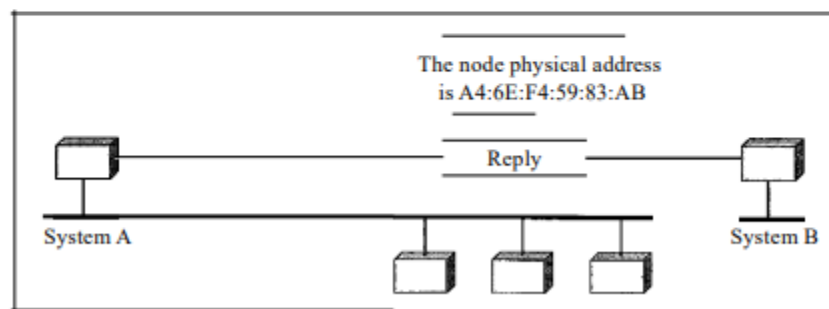 The node physical address
is A4:6E:F4:59:83:AB
Reply
System A
System B